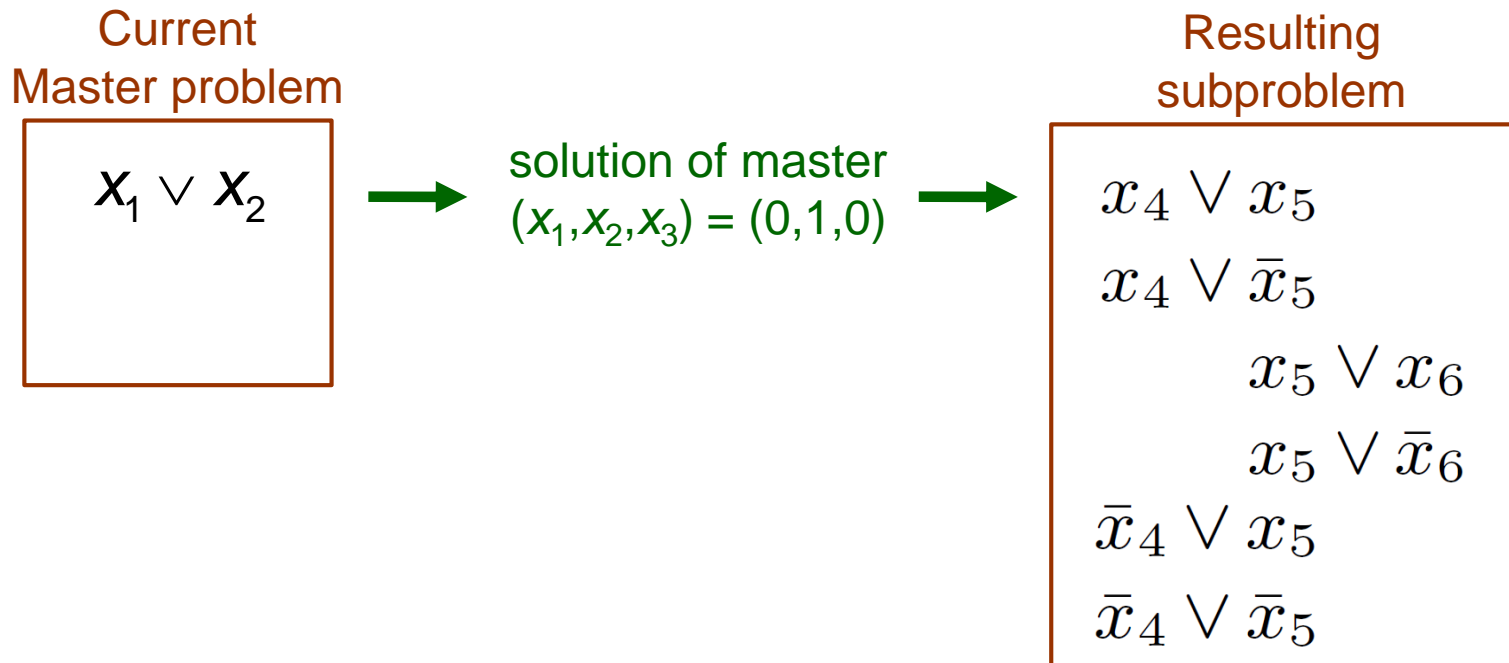 Current
Master problem
x₁ ∨ x₂
solution of master
(x₁,x₂,x₃) = (0,1,0)
Resulting
subproblem
x₄ ∨ x₅
x₄ ∨ x̄₅
x₅ ∨ x₆
x₅ ∨ x̄₆
x̄₄ ∨ x₅
x̄₄ ∨ x̄₅